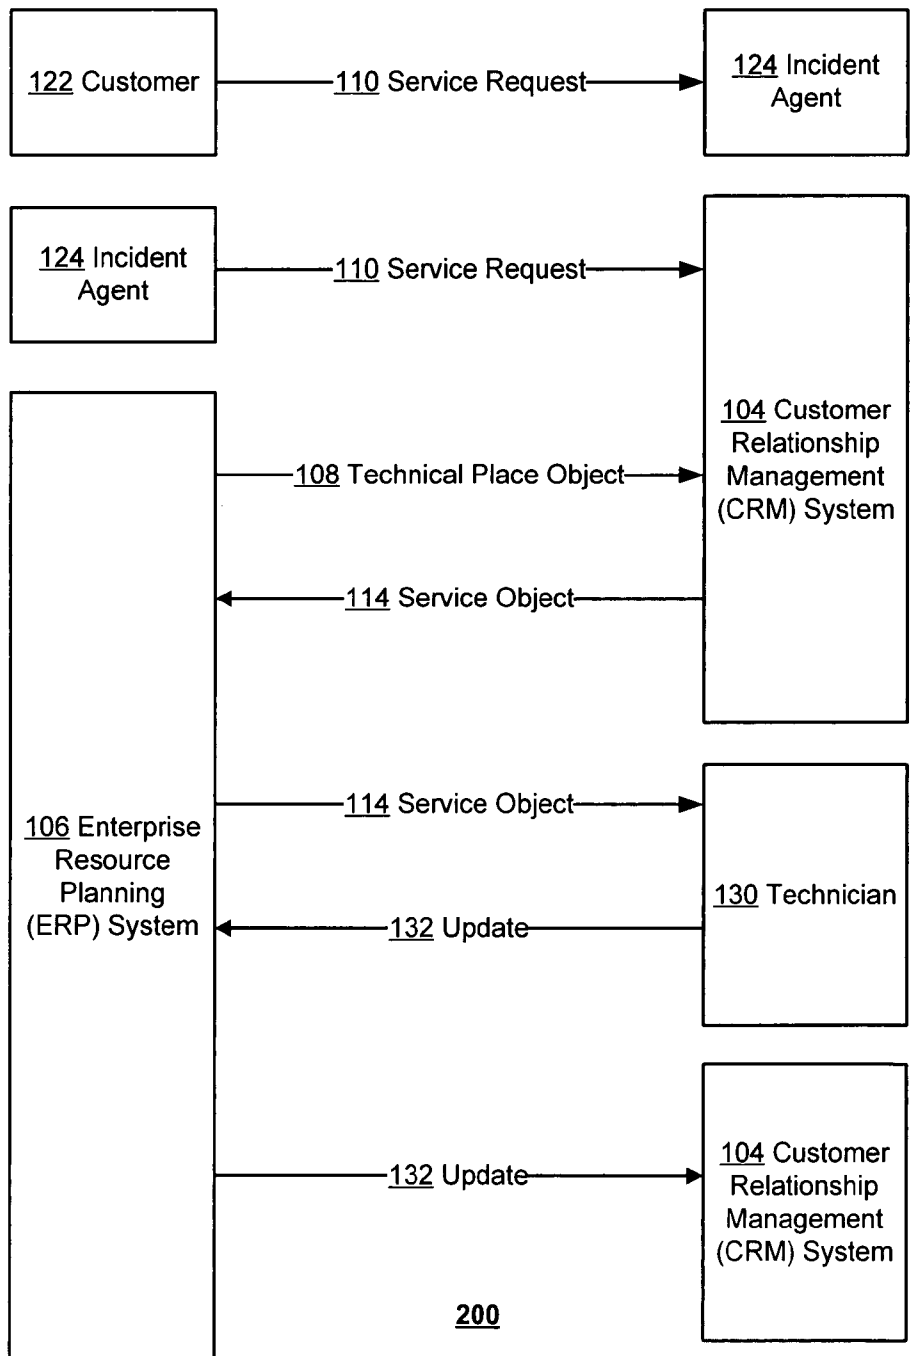 122 Customer
110 Service Request
124 Incident
Agent
124 Incident
Agent
110 Service Request
104 Customer
Relationship
Management
(CRM) System
108 Technical Place Object
114 Service Object
106 Enterprise
Resource
Planning
(ERP) System
114 Service Object
130 Technician
132 Update
132 Update
104 Customer
Relationship
Management
(CRM) System
200